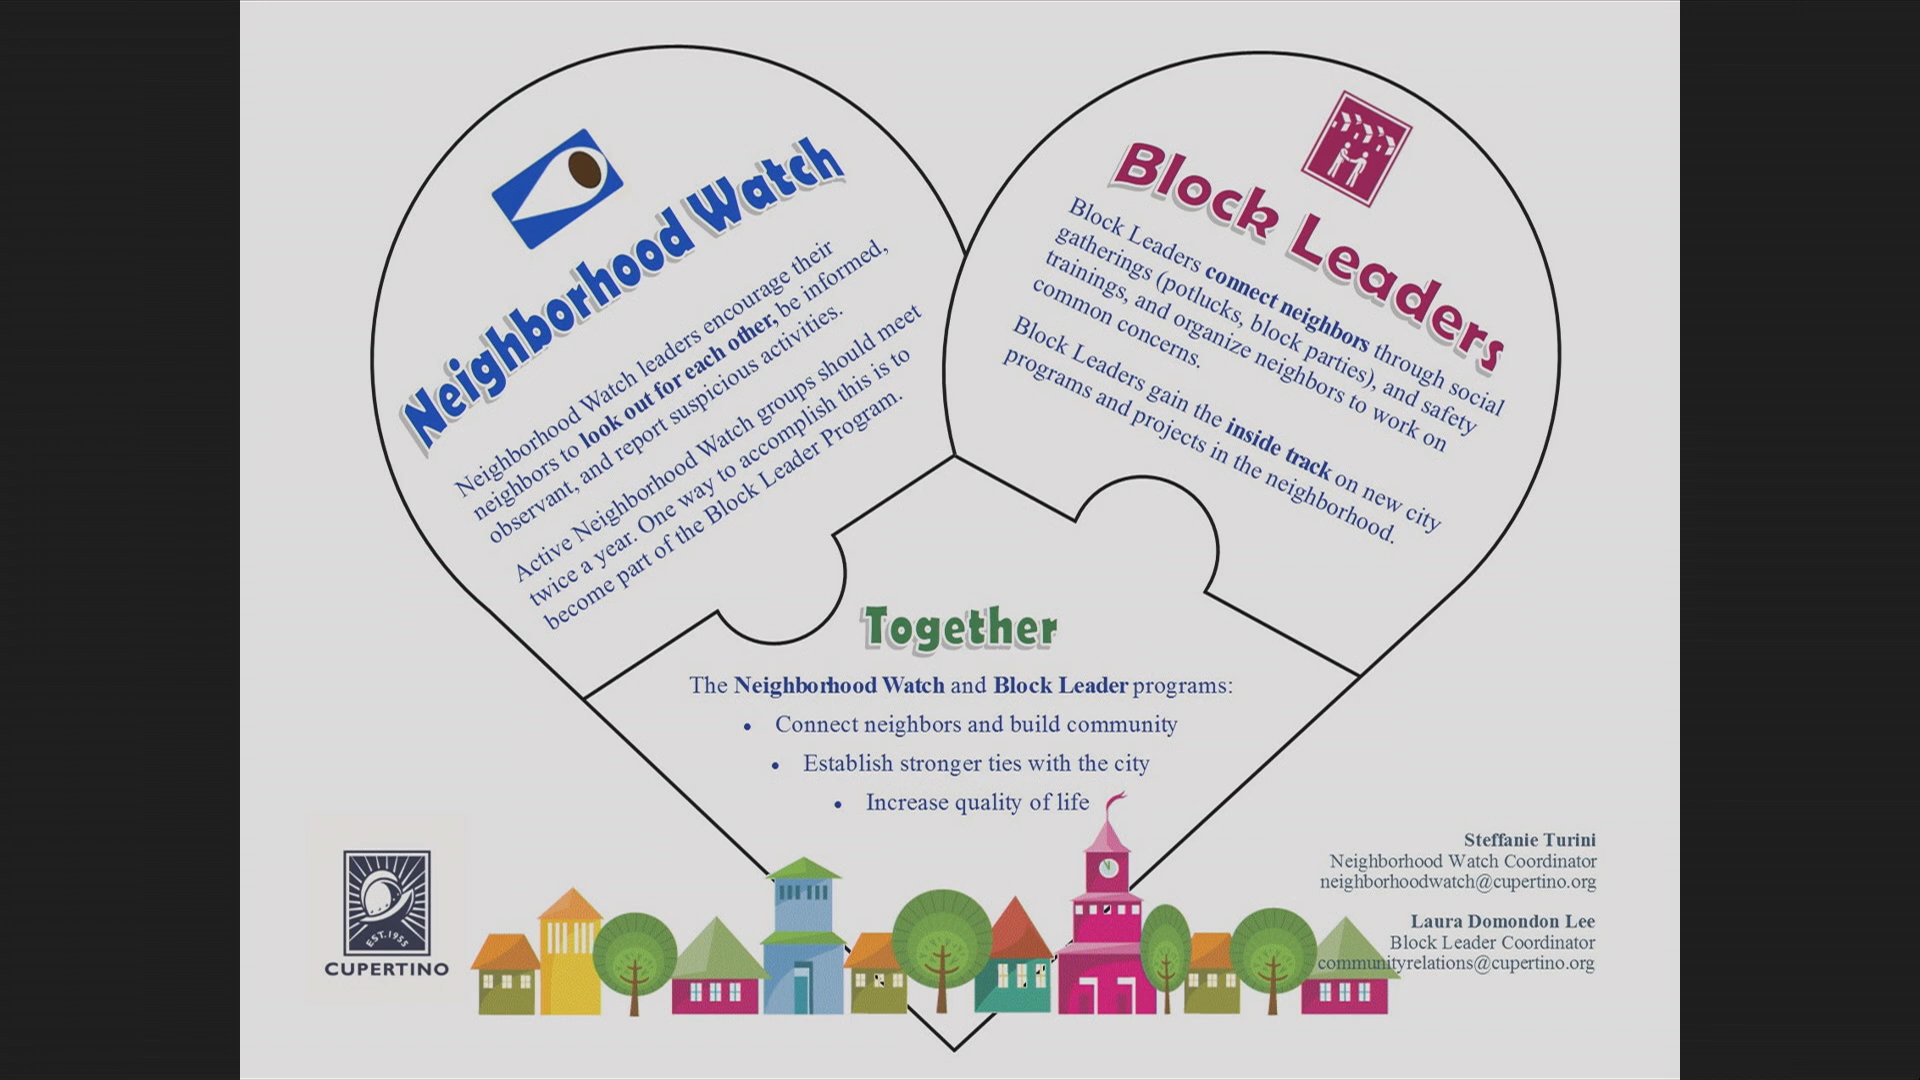 Neighborhood Watch
Neighborhood Watch leaders encourage their
neighbors to look out for each other, be informed,
observant, and report suspicious activities.
Active Neighborhood Watch groups should meet
twice a year. One way to accomplish this is to
become part of the Block Leader Program.
Block Leaders
Block Leaders connect neighbors through social
gatherings (potlucks, block parties), and safety
trainings, and organize neighbors to work on
common concerns.
Block Leaders gain the inside track on new city
programs and projects in the neighborhood.
Together
The Neighborhood Watch and Block Leader programs:
• Connect neighbors and build community
• Establish stronger ties with the city
• Increase quality of life
EST. 1955
CUPERTINO
Steffanie Turini
Neighborhood Watch Coordinator
neighborhoodwatch@cupertino.org
Laura Domondon Lee
Block Leader Coordinator
communityrelations@cupertino.org